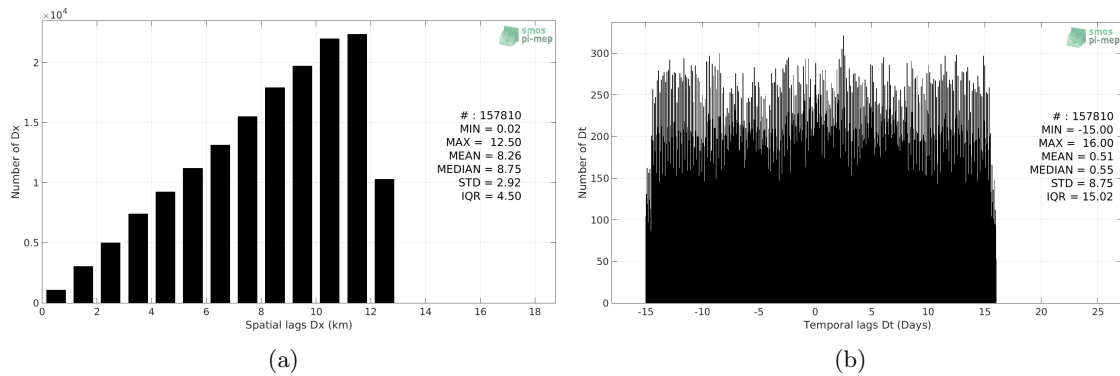 ×10⁴
2
1.5
1
0.5
0
Number of Dx
0 2 4 6 8 10 12 14 16 18
Spatial lags Dx (km)
smos
pi-mep
# : 157810
MIN = 0.02
MAX = 12.50
MEAN = 8.26
MEDIAN = 8.75
STD = 2.92
IQR = 4.50
(a)
300
250
200
150
100
50
0
Number of Dt
-15 -10 -5 0 5 10 15 20 25
Temporal lags Dt (Days)
smos
pi-mep
# : 157810
MIN = -15.00
MAX = 16.00
MEAN = 0.51
MEDIAN = 0.55
STD = 8.75
IQR = 15.02
(b)